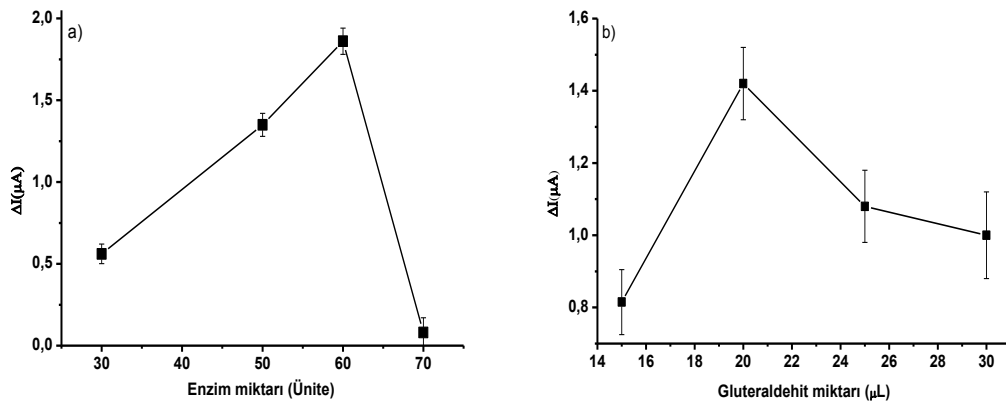 a)
2,0
1,5
1,0
0,5
0,0
ΔI(µA)
30 40 50 60 70
Enzim miktarı (Ünite)
b)
1,4
1,2
1,0
0,8
ΔI(µA)
14 16 18 20 22 24 26 28 30
Gluteraldehit miktarı (µL)